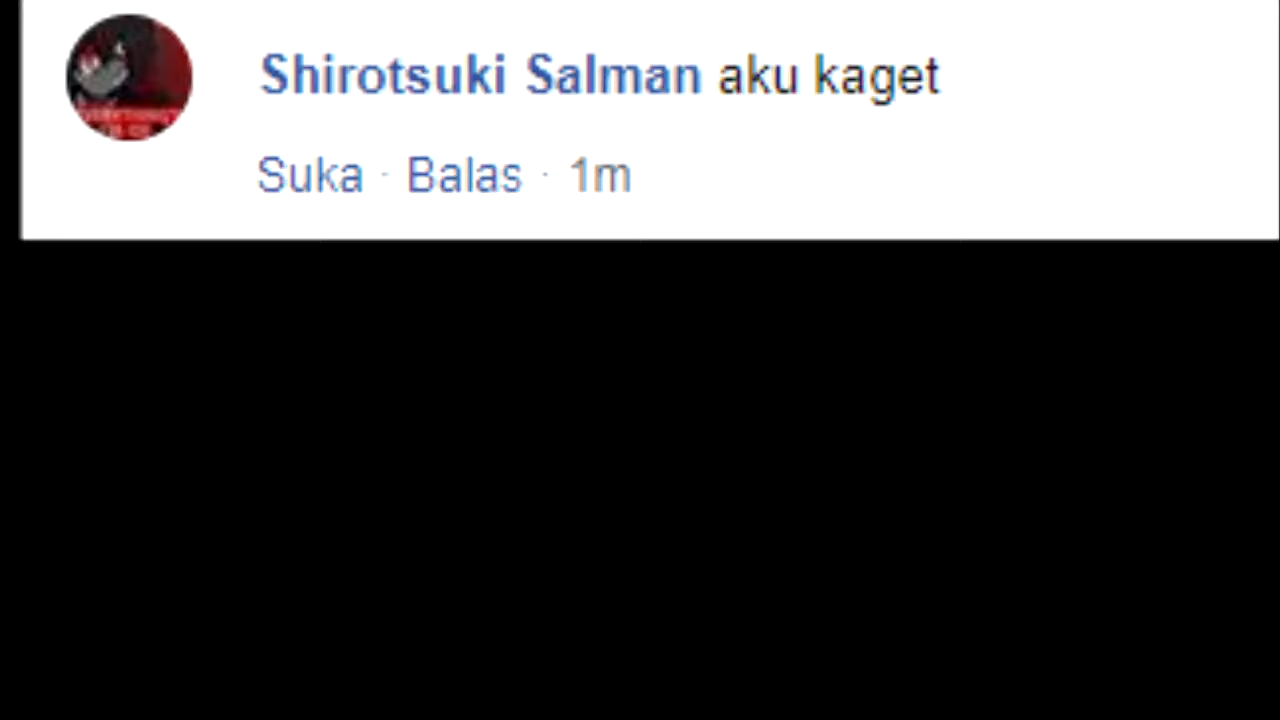 Shirotsuki Salman aku kaget
Suka · Balas · 1m